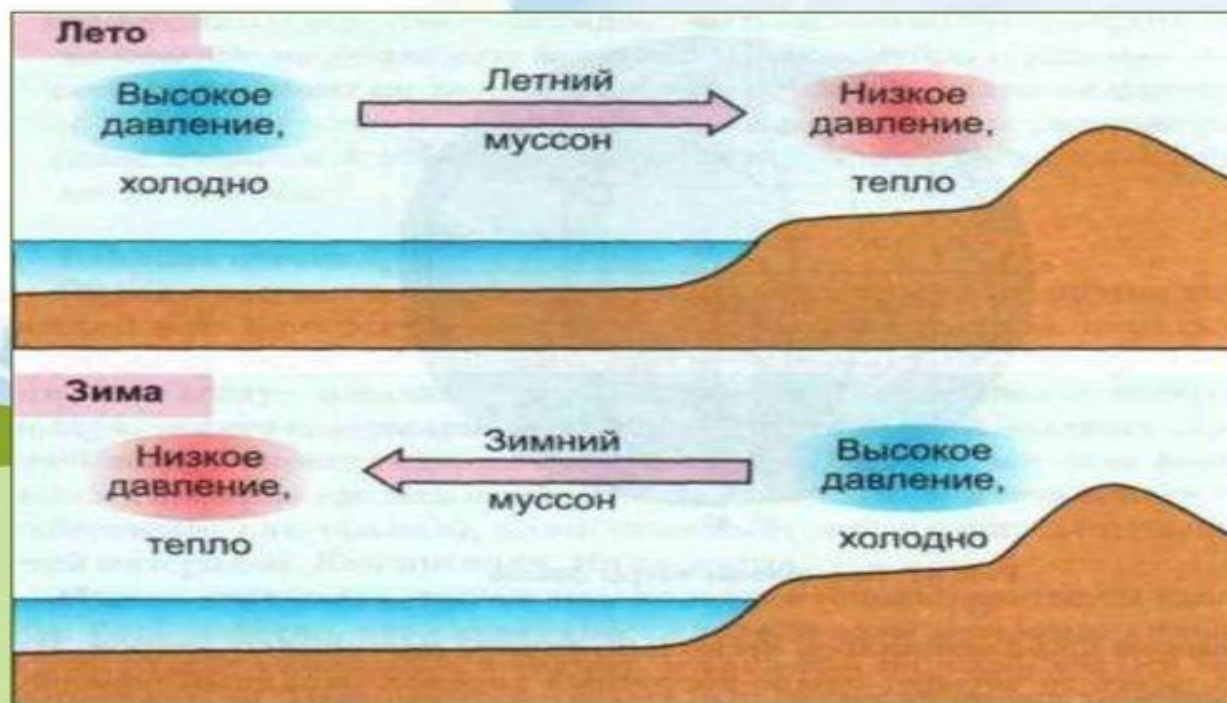 Лето
Высокое
давление,
холодно
Летний
муссон
Низкое
давление,
тепло
Зима
Низкое
давление,
тепло
Зимний
муссон
Высокое
давление,
холодно